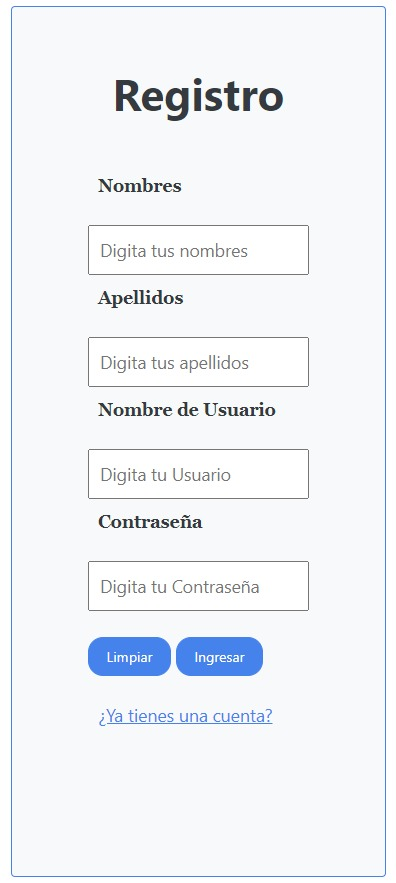 Registro
Nombres
Digita tus nombres
Apellidos
Digita tus apellidos
Nombre de Usuario
Digita tu Usuario
Contraseña
Digita tu Contraseña
Limpiar Ingresar
¿Ya tienes una cuenta?